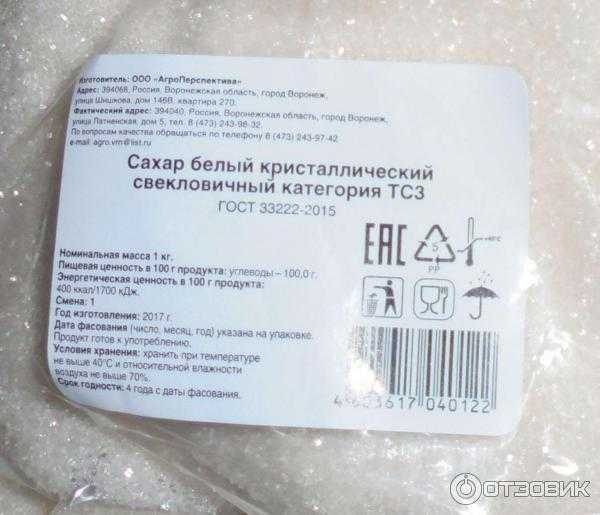 Изготовитель: ООО «АгроПерспектива»
Адрес: 394068, Россия, Воронежская область, город Воронеж,
улица Шишкова, дом 146В, квартира 270.
Фактический адрес: 394040, Россия, Воронежская область, город Воронеж,
улица Латненская, дом 5, тел. 8 (473) 243-98-32.
По вопросам качества обращаться по телефону 8 (473) 243-97-42
e-mail: agro.vrn@list.ru
Сахар белый кристаллический
свекловичный категория ТС3
ГОСТ 33222-2015
Номинальная масса 1 кг.
Пищевая ценность в 100 г продукта: углеводы – 100,0 г.
Энергетическая ценность в 100 г продукта:
400 ккал/1700 кДж.
Смена: 1
Год изготовления: 2017 г.
Дата фасования (число, месяц, год) указана на упаковке.
Продукт готов к употреблению.
Условия хранения: хранить при температуре
не выше 40°С и относительной влажности
воздуха не выше 70%.
Срок годности: 4 года с даты фасования.
EAC
5
PP
+40°C
617 040122
ОТЗОВИК